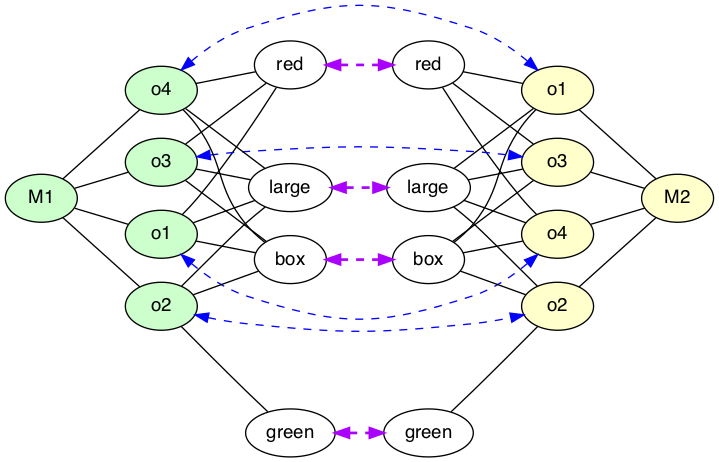 red
red
o4
o1
o3
o3
large
large
M1
M2
o1
o4
box
box
o2
o2
green
green